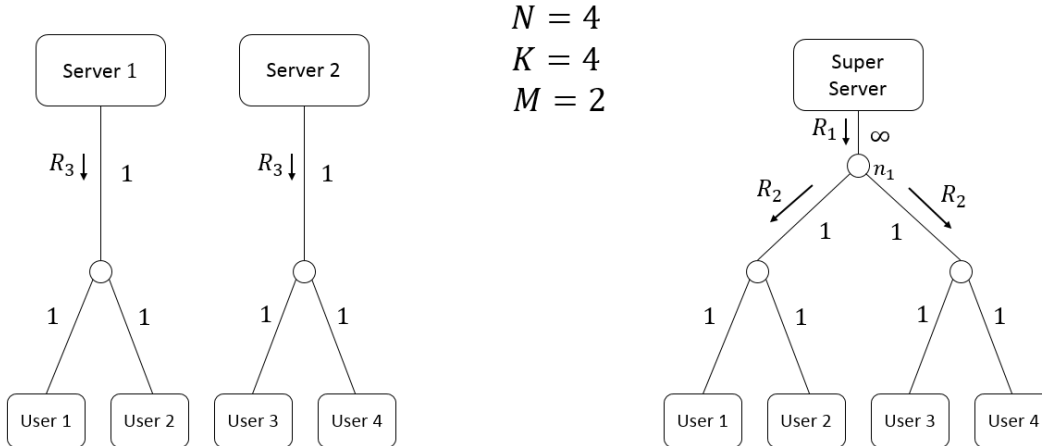 N = 4
K = 4
M = 2
Server 1
Server 2
R₃
1
R₃
1
1
1
1
1
User 1
User 2
User 3
User 4
Super
Server
R₁
∞
n₁
R₂
R₂
1
1
1
1
1
1
User 1
User 2
User 3
User 4